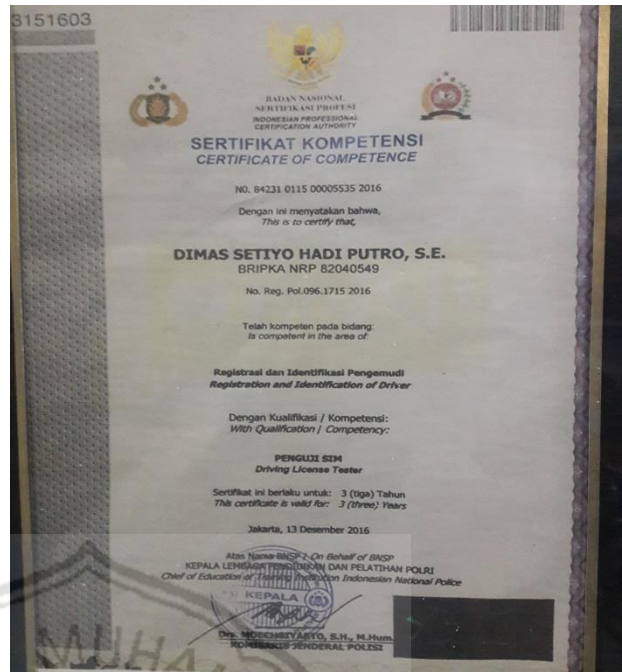 3151603
BADAN NASIONAL
SERTIFIKASI PROFESI
INDONESIAN PROFESSIONAL
CERTIFICATION AUTHORITY
SERTIFIKAT KOMPETENSI
CERTIFICATE OF COMPETENCE
NO. 84231 0115 00005535 2016
Dengan ini menyatakan bahwa,
This is to certify that,
DIMAS SETIYO HADI PUTRO, S.E.
BRIPKA NRP 82040549
No. Reg. Pol.096.1715 2016
Telah kompeten pada bidang:
Is competent in the area of:
Registrasi dan Identifikasi Pengemudi
Registration and Identification of Driver
Dengan Kualifikasi / Kompetensi:
With Qualification / Competency:
PENGUJI SIM
Driving License Tester
Sertifikat ini berlaku untuk: 3 (tiga) Tahun
This certificate is valid for: 3 (three) Years
Jakarta, 13 Desember 2016
Atas Nama BNSP / On Behalf of BNSP
KEPALA LEMBAGA PENDIDIKAN DAN PELATIHAN POLRI
Chief of Education of Training Institution Indonesian National Police
KEPALA
Drs. MOECHGIYARTO, S.H., M.Hum.
KOMISARIS JENDERAL POLISI
MUHA